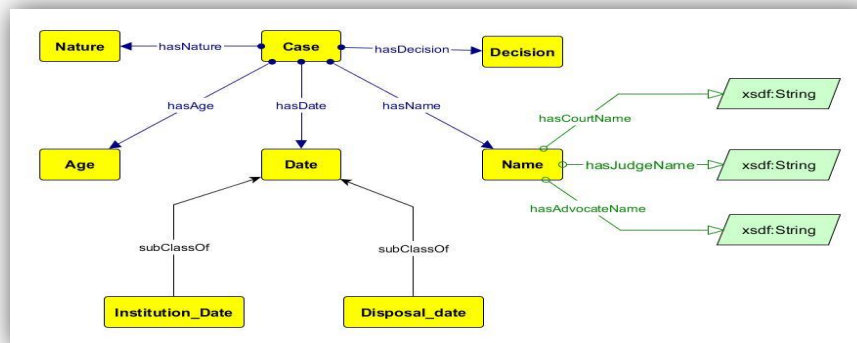 Nature
hasNature
Case
hasDecision
Decision
xsdf:String
hasCourtName
hasAge
hasDate
hasName
Age
Date
Name
hasJudgeName
xsdf:String
hasAdvocateName
xsdf:String
subClassOf
subClassOf
Institution_Date
Disposal_date